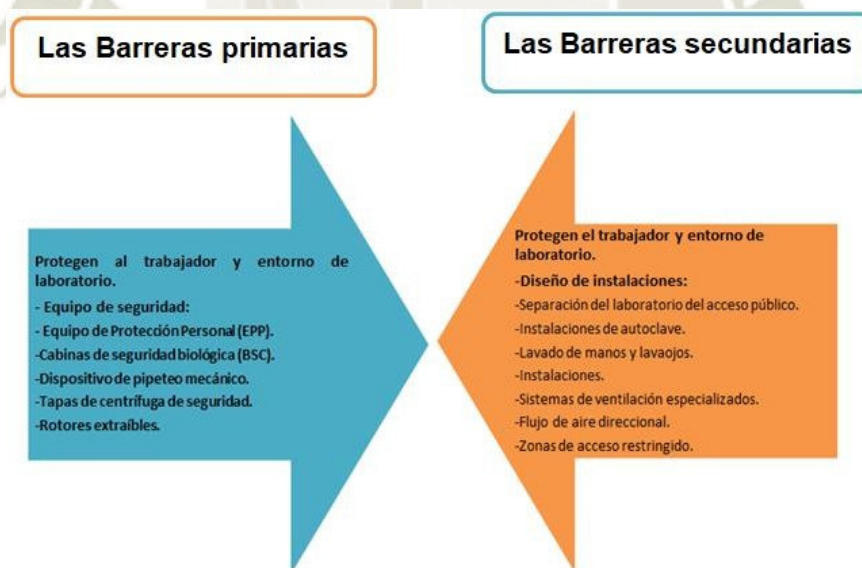 Las Barreras primarias
Protegen al trabajador y entorno de
laboratorio.
- Equipo de seguridad:
- Equipo de Protección Personal (EPP).
-Cabinas de seguridad biológica (BSC).
-Dispositivo de pipeteo mecánico.
-Tapas de centrífuga de seguridad.
-Rotores extraíbles.
Las Barreras secundarias
Protegen el trabajador y entorno de
laboratorio.
-Diseño de instalaciones:
-Separación del laboratorio del acceso público.
-Instalaciones de autoclave.
-Lavado de manos y lavaojos.
-Instalaciones.
-Sistemas de ventilación especializados.
-Flujo de aire direccional.
-Zonas de acceso restringido.